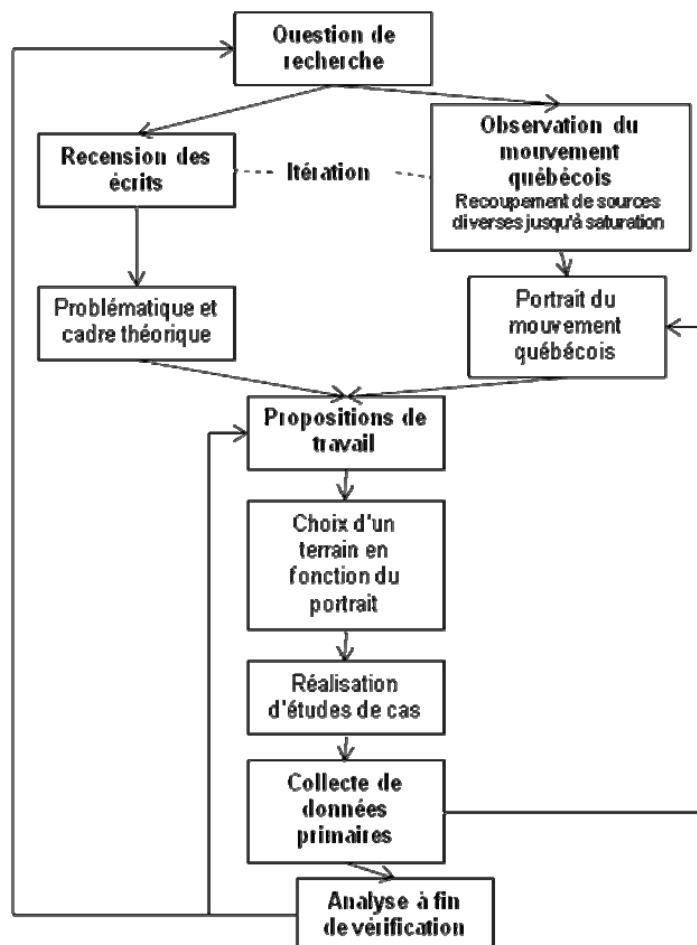 Question de
recherche
Recension des
écrits
Itération
Observation du
mouvement
québécois
Recoupement de sources
diverses jusqu'à saturation
Problématique et
cadre théorique
Portrait du
mouvement
québécois
Propositions de
travail
Choix d'un
terrain en
fonction du
portrait
Réalisation
d'études de cas
Collecte de
données
primaires
Analyse à fin
de vérification